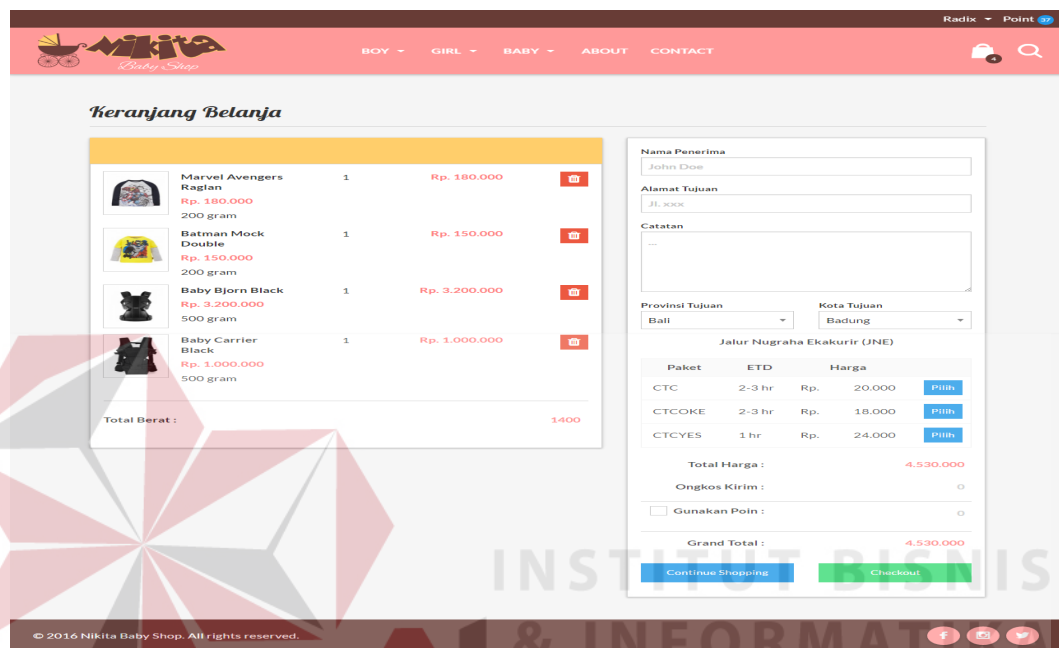 Radix Point 37
Nikita
Baby Shop
BOY GIRL BABY ABOUT CONTACT
4
Keranjang Belanja
Marvel Avengers Raglan 1 Rp. 180.000
Rp. 180.000
200 gram
Batman Mock Double 1 Rp. 150.000
Rp. 150.000
200 gram
Baby Bjorn Black 1 Rp. 3.200.000
Rp. 3.200.000
500 gram
Baby Carrier Black 1 Rp. 1.000.000
Rp. 1.000.000
500 gram
Total Berat : 1400
Nama Penerima
John Doe
Alamat Tujuan
Jl. xxx
Catatan
...
Provinsi Tujuan Kota Tujuan
Bali Badung
Jalur Nugraha Ekakurir (JNE)
Paket ETD Harga
CTC 2-3 hr Rp. 20.000 Pilih
CTCOKE 2-3 hr Rp. 18.000 Pilih
CTCYES 1 hr Rp. 24.000 Pilih
Total Harga : 4.530.000
Ongkos Kirim : 0
Gunakan Poin : 0
Grand Total : 4.530.000
Continue Shopping Checkout
INSTITUT BISNIS
& INFORMATIKA
© 2016 Nikita Baby Shop. All rights reserved.